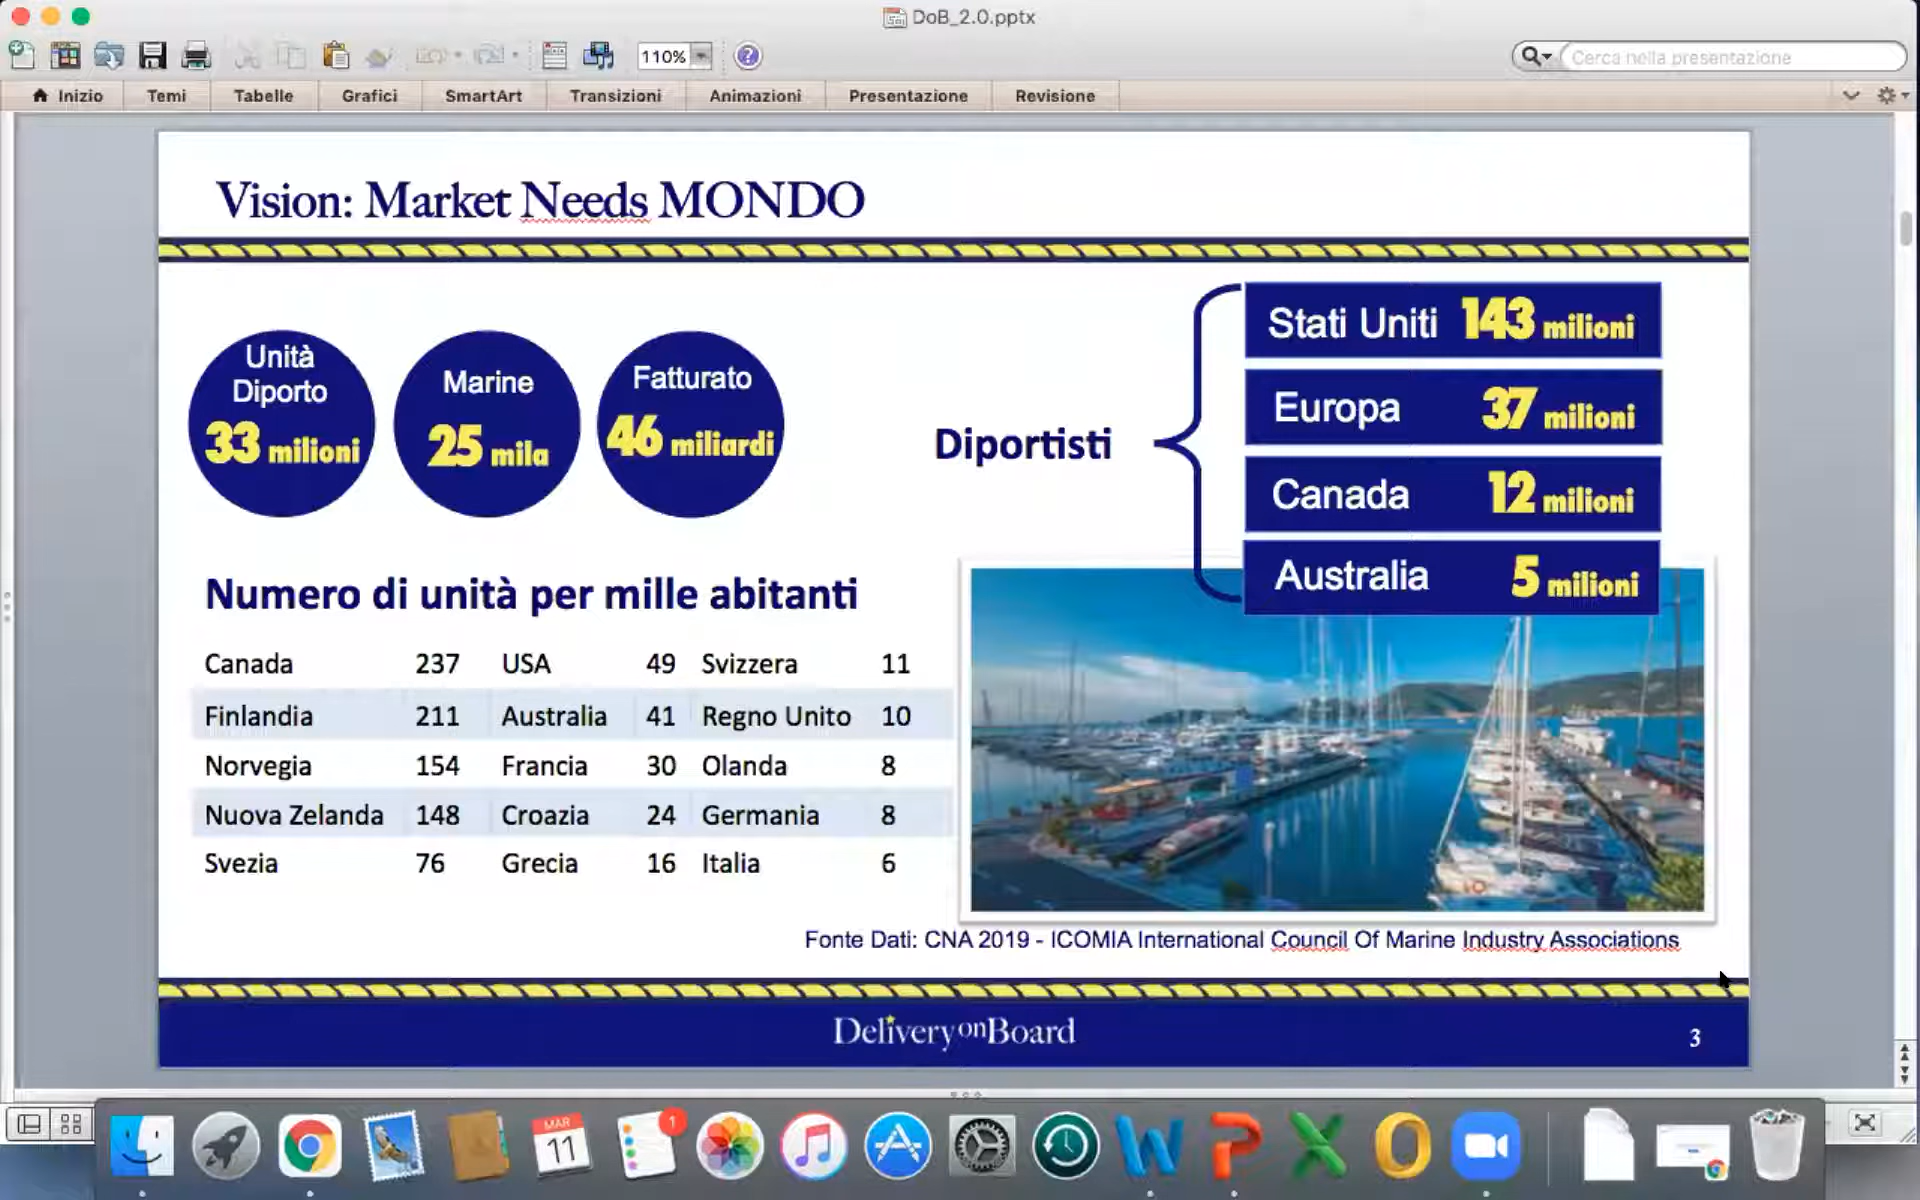 DoB_2.0.pptx
110%
Cerca nella presentazione
Inizio Temi Tabelle Grafici SmartArt Transizioni Animazioni Presentazione Revisione
Vision: Market Needs MONDO
Unità
Diporto
33 milioni
Marine
25 mila
Fatturato
46 miliardi
Diportisti
Stati Uniti 143 milioni
Europa 37 milioni
Canada 12 milioni
Australia 5 milioni
Numero di unità per mille abitanti
Canada 237 USA 49 Svizzera 11
Finlandia 211 Australia 41 Regno Unito 10
Norvegia 154 Francia 30 Olanda 8
Nuova Zelanda 148 Croazia 24 Germania 8
Svezia 76 Grecia 16 Italia 6
Fonte Dati: CNA 2019 - ICOMIA International Council Of Marine Industry Associations
Delivery on Board
3
MAR
11
1